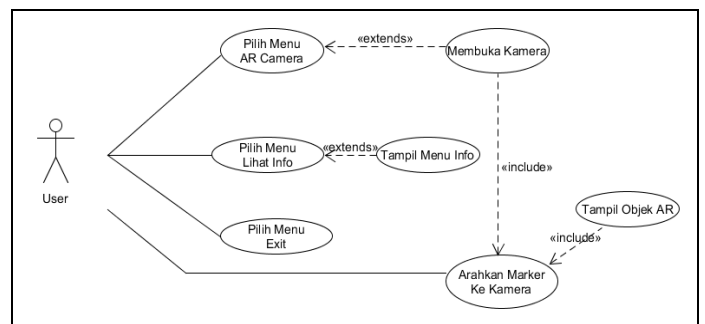 Pilih Menu
AR Camera
«extends»
Membuka Kamera
Pilih Menu
Lihat Info
«extends»
Tampil Menu Info
User
«include»
Tampil Objek AR
Pilih Menu
Exit
«include»
Arahkan Marker
Ke Kamera